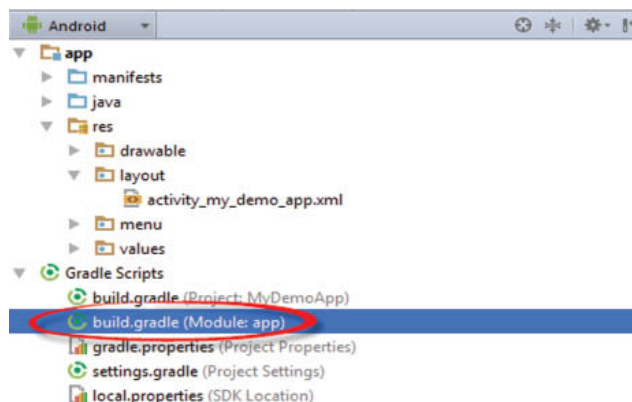 Android
app
manifests
java
res
drawable
layout
activity_my_demo_app.xml
menu
values
Gradle Scripts
build.gradle (Project: MyDemoApp)
build.gradle (Module: app)
gradle.properties (Project Properties)
settings.gradle (Project Settings)
local.properties (SDK Location)